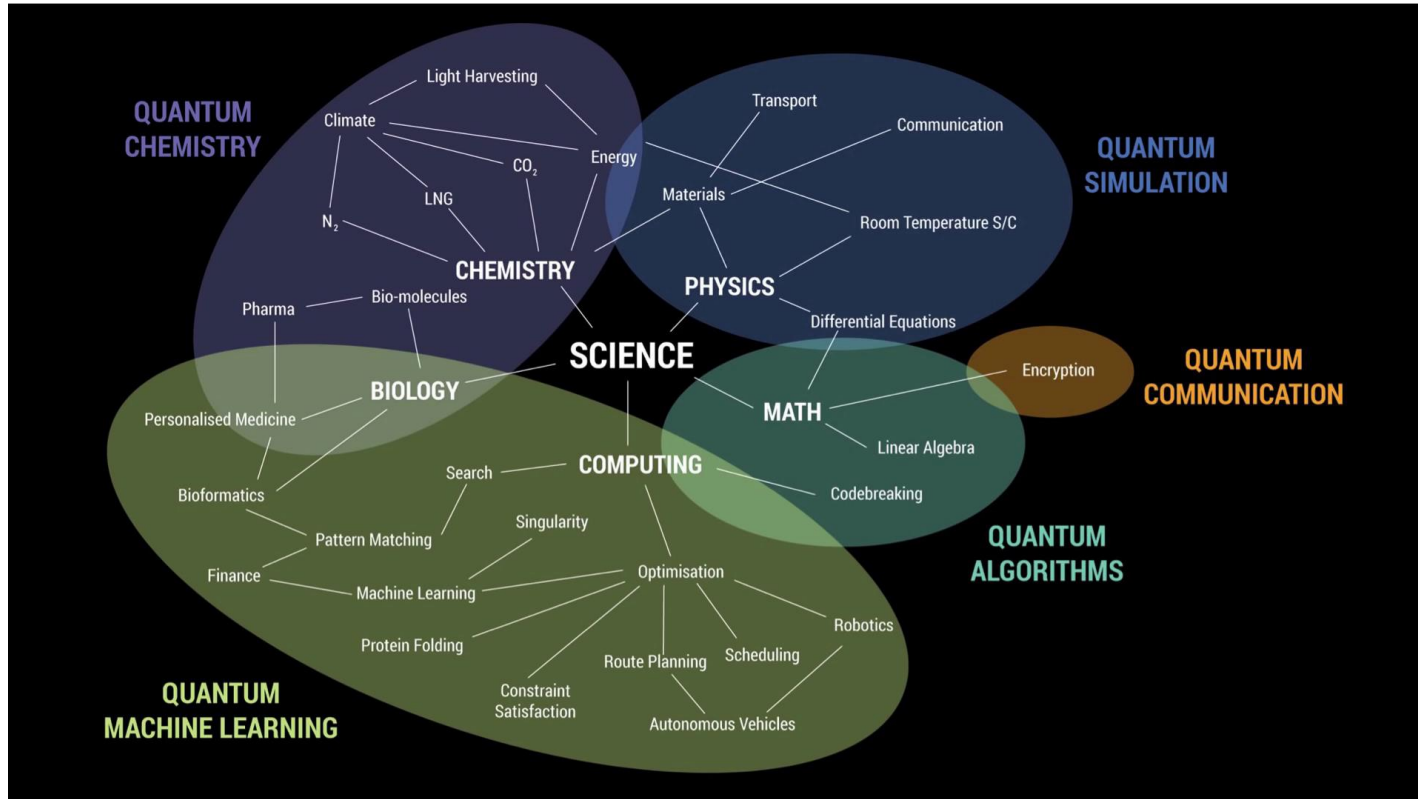 Light Harvesting
QUANTUM
CHEMISTRY
Climate
CO₂
Energy
LNG
N₂
CHEMISTRY
Transport
Communication
QUANTUM
SIMULATION
Materials
Room Temperature S/C
PHYSICS
Differential Equations
Pharma
Bio-molecules
SCIENCE
BIOLOGY
Personalised Medicine
MATH
Encryption
QUANTUM
COMMUNICATION
Linear Algebra
Codebreaking
QUANTUM
ALGORITHMS
COMPUTING
Search
Bioformatics
Singularity
Pattern Matching
Finance
Machine Learning
Optimisation
Protein Folding
Robotics
Route Planning
Scheduling
Constraint
Satisfaction
Autonomous Vehicles
QUANTUM
MACHINE LEARNING